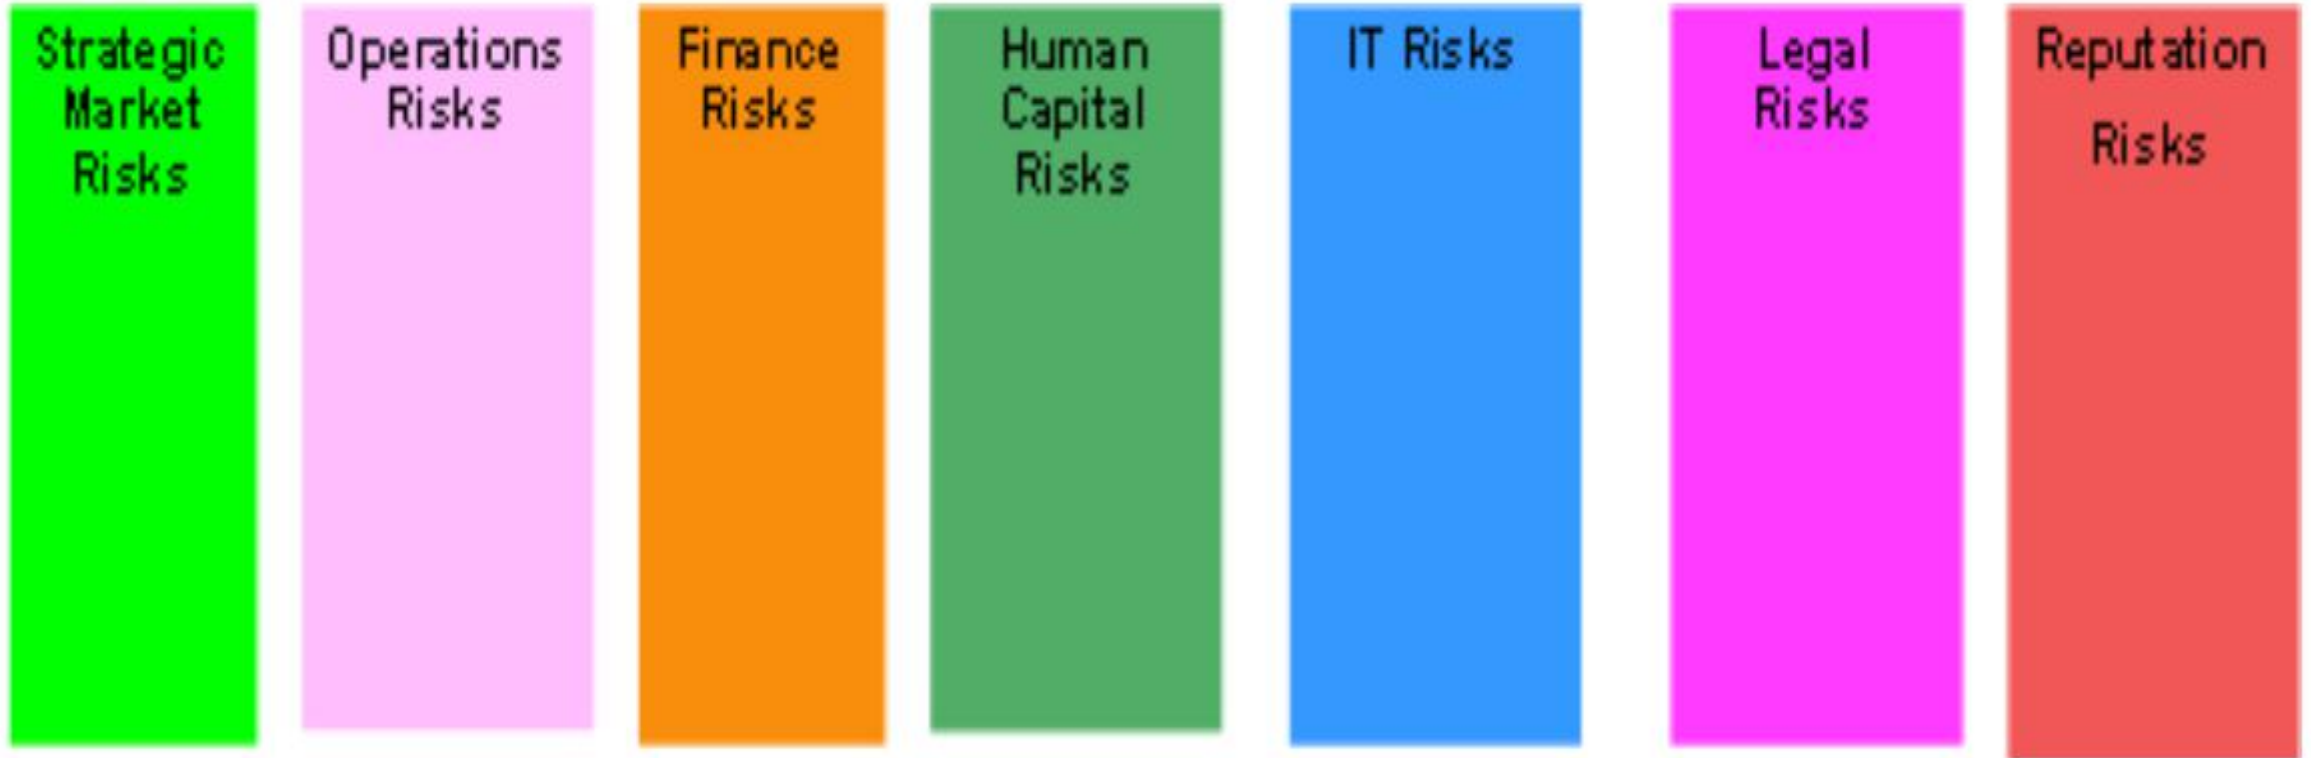 Strategic
Market
Risks
Operations
Risks
Finance
Risks
Human
Capital
Risks
IT Risks
Legal
Risks
Reputation
Risks